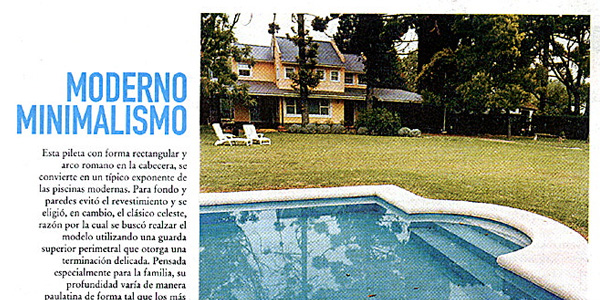 MODERNO
MINIMALISMO
Esta pileta con forma rectangular y
arco romano en la cabecera, se
convierte en un típico exponente de
las piscinas modernas. Para fondo y
paredes evitó el revestimiento y se
eligió, en cambio, el clásico celeste,
razón por la cual se buscó realzar el
modelo utilizando una guarda
superior perimetral que otorga una
terminación delicada. Pensada
especialmente para la familia, su
profundidad varía de manera
paulatina de forma tal que los más